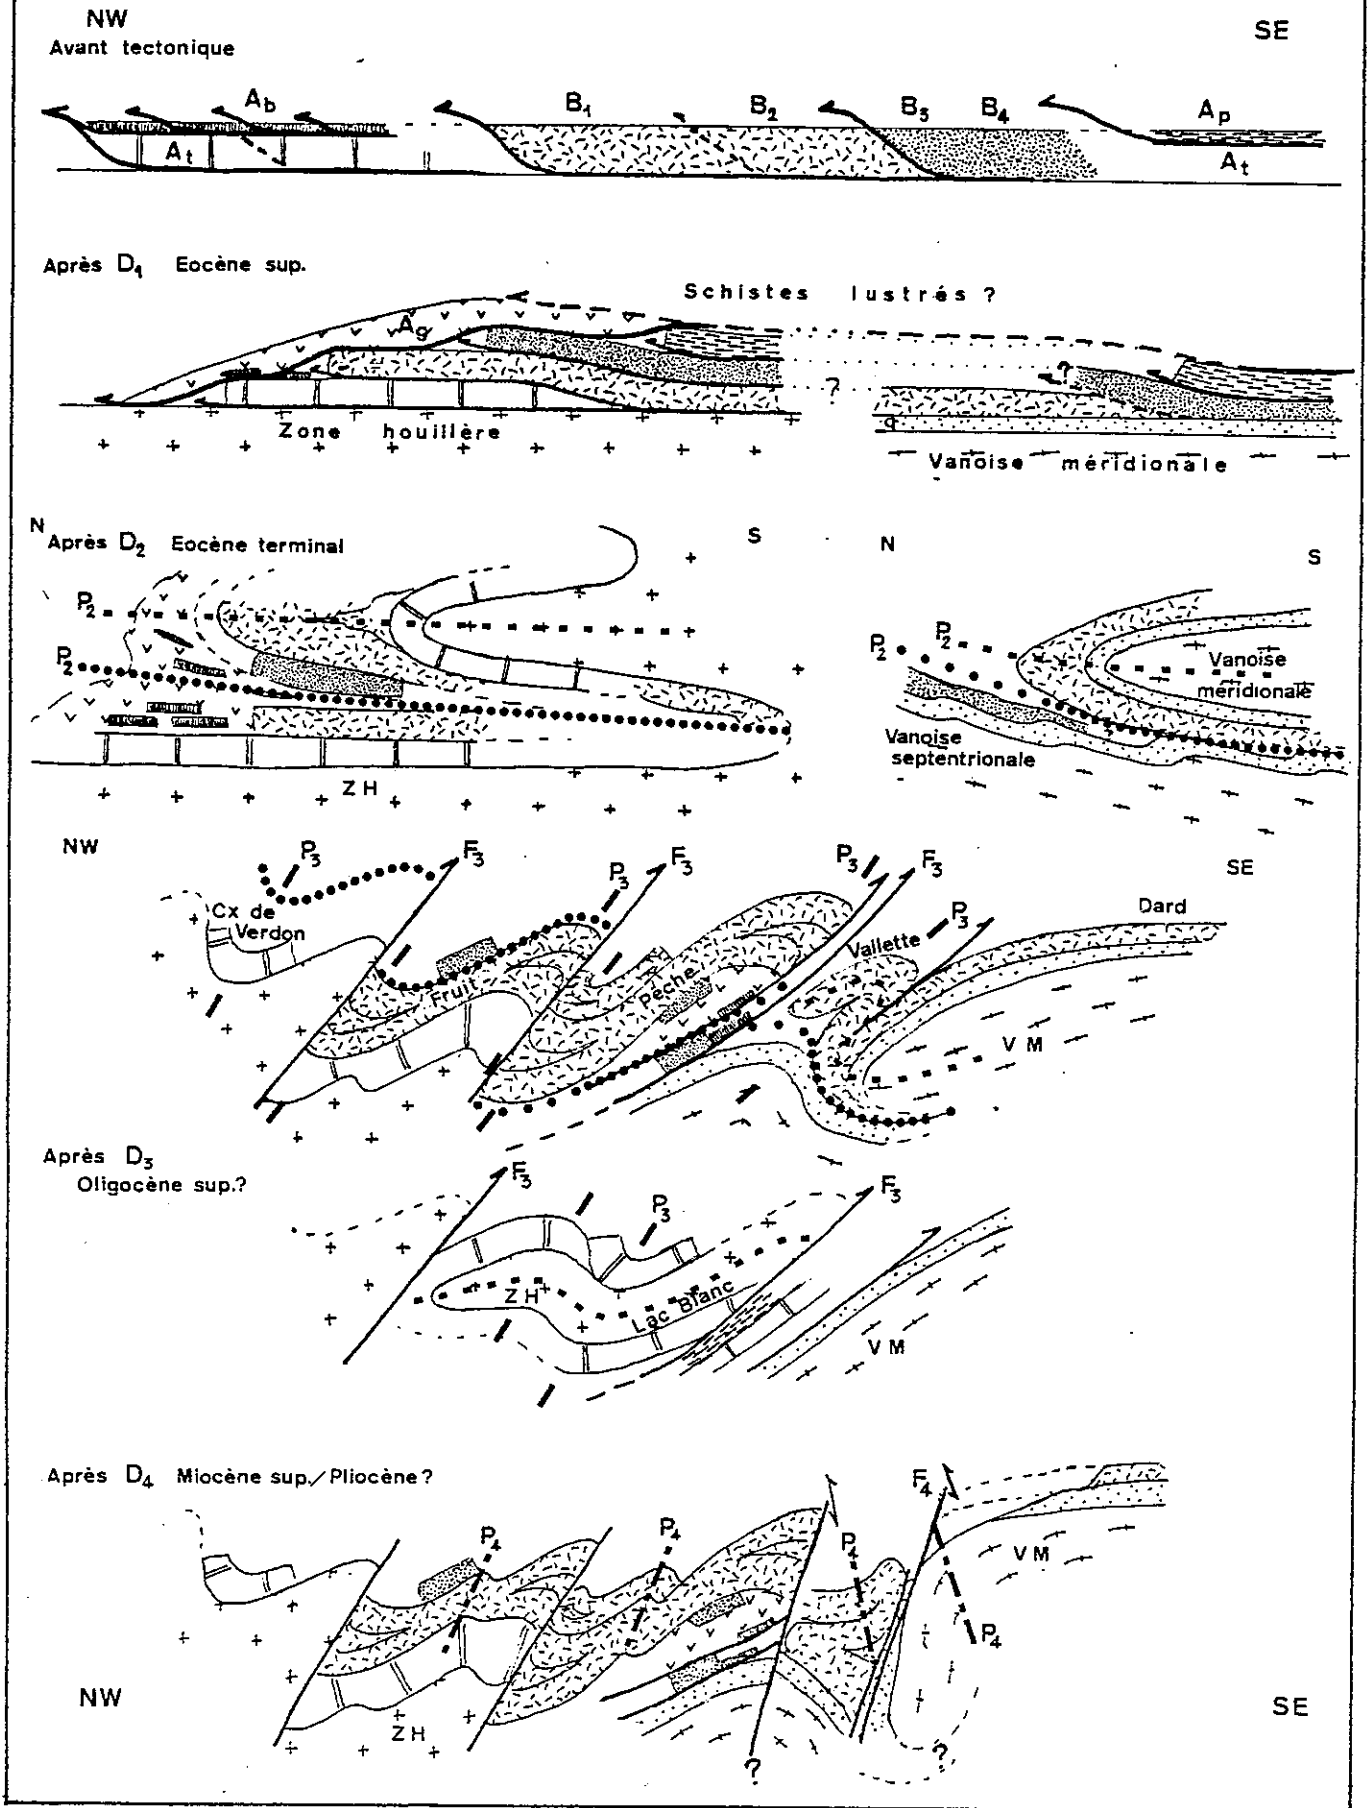 NW
SE
Avant tectonique
Ab B1 B2 B3 B4 Ap
At At
Après D1 Eocène sup.
Schistes lustrés ?
Ag
?
?
q
Zone houillère
Vanoise méridionale
N
Après D2 Eocène terminal
S
N
S
P2
P2
P2
P2
Vanoise
méridionale
Vanoise
septentrionale
ZH
NW
P3 F3 P3 F3 P3 F3 P3
SE
Cx de
Verdon
Dard
Vallette
Fruit
Pêche
VM
Après D3
Oligocène sup.?
F3
P3
F3
ZH
Lac Blanc
VM
Après D4 Miocène sup./Pliocène ?
F4
P4 P4 P4
VM
P4
NW
SE
ZH
?
?